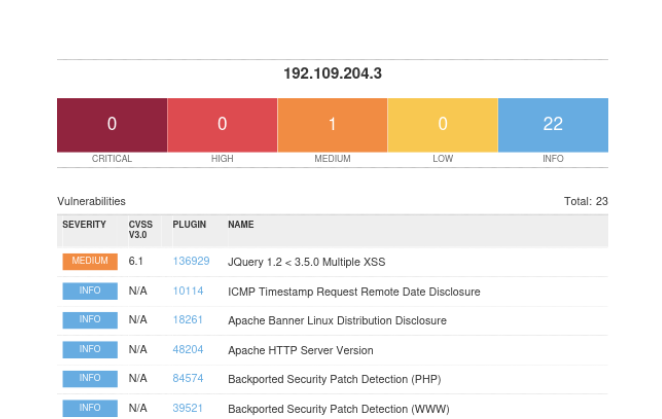 192.109.204.3
0 0 1 0 22
CRITICAL HIGH MEDIUM LOW INFO
Vulnerabilities Total: 23
SEVERITY CVSS V3.0 PLUGIN NAME
MEDIUM 6.1 136929 JQuery 1.2 < 3.5.0 Multiple XSS
INFO N/A 10114 ICMP Timestamp Request Remote Date Disclosure
INFO N/A 18261 Apache Banner Linux Distribution Disclosure
INFO N/A 48204 Apache HTTP Server Version
INFO N/A 84574 Backported Security Patch Detection (PHP)
INFO N/A 39521 Backported Security Patch Detection (WWW)